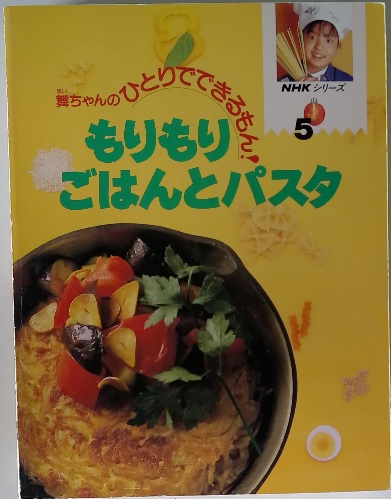 舞ちゃんのひとりでできるもん!
まい
NHKシリーズ
5
もりもり
ごはんとパスタ